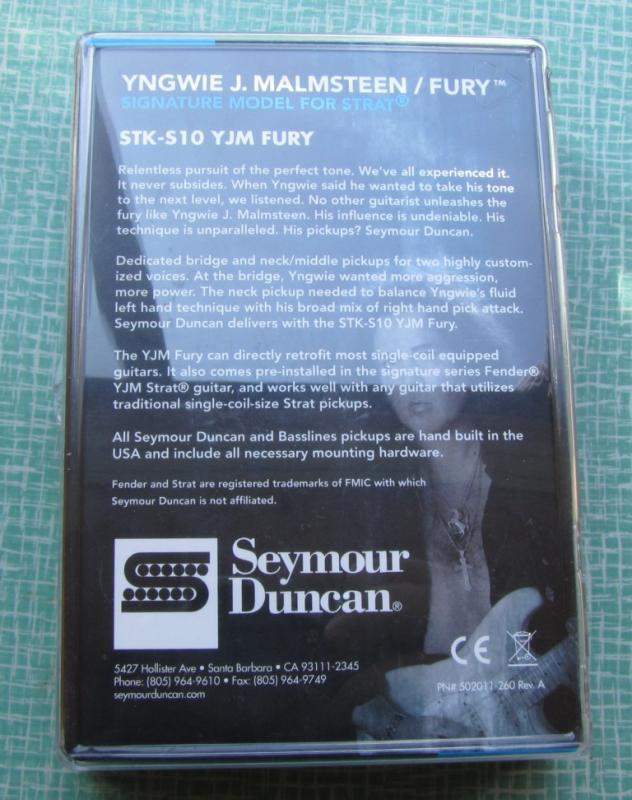 YNGWIE J. MALMSTEEN / FURY™
SIGNATURE MODEL FOR STRAT®
STK-S10 YJM FURY
Relentless pursuit of the perfect tone. We've all experienced it.
It never subsides. When Yngwie said he wanted to take his tone
to the next level, we listened. No other guitarist unleashes the
fury like Yngwie J. Malmsteen. His influence is undeniable. His
technique is unparalleled. His pickups? Seymour Duncan.
Dedicated bridge and neck/middle pickups for two highly custom-
ized voices. At the bridge, Yngwie wanted more aggression,
more power. The neck pickup needed to balance Yngwie's fluid
left hand technique with his broad mix of right hand pick attack.
Seymour Duncan delivers with the STK-S10 YJM Fury.
The YJM Fury can directly retrofit most single-coil equipped
guitars. It also comes pre-installed in the signature series Fender®
YJM Strat® guitar, and works well with any guitar that utilizes
traditional single-coil-size Strat pickups.
All Seymour Duncan and Basslines pickups are hand built in the
USA and include all necessary mounting hardware.
Fender and Strat are registered trademarks of FMIC with which
Seymour Duncan is not affiliated.
Seymour
Duncan®
5427 Hollister Ave • Santa Barbara • CA 93111-2345
Phone: (805) 964-9610 • Fax: (805) 964-9749
seymourduncan.com
CE
PN# 502011-260 Rev. A